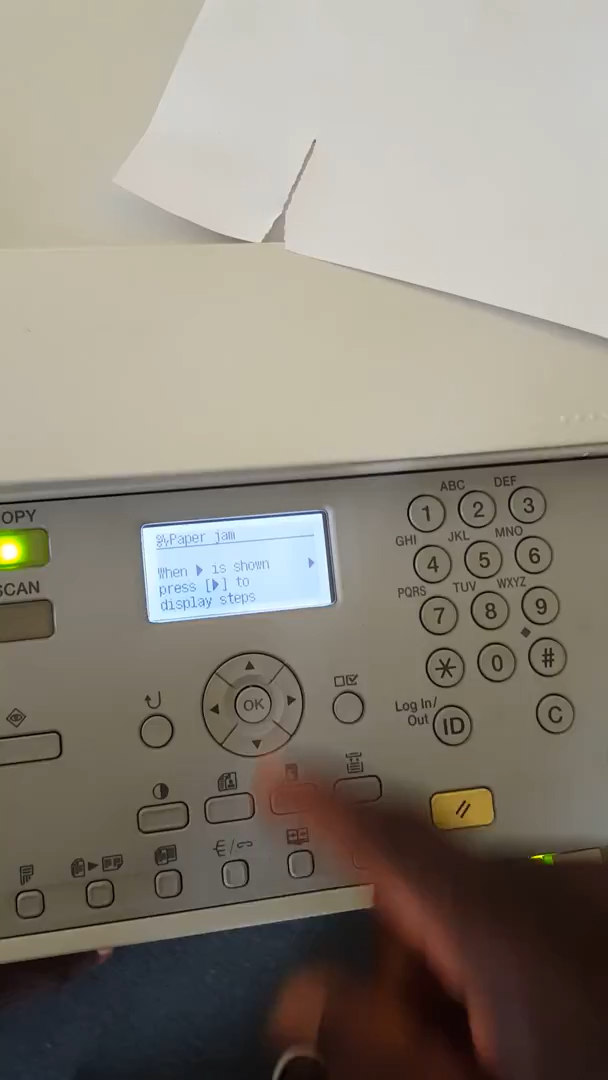 OPY
SCAN
Paper jam
When ▶ is shown ▶
press [▶] to
display steps
OK
ABC DEF
1 2 3
GHI JKL MNO
4 5 6
PQRS TUV WXYZ
7 8 9
* 0 #
Log In/
Out ID C